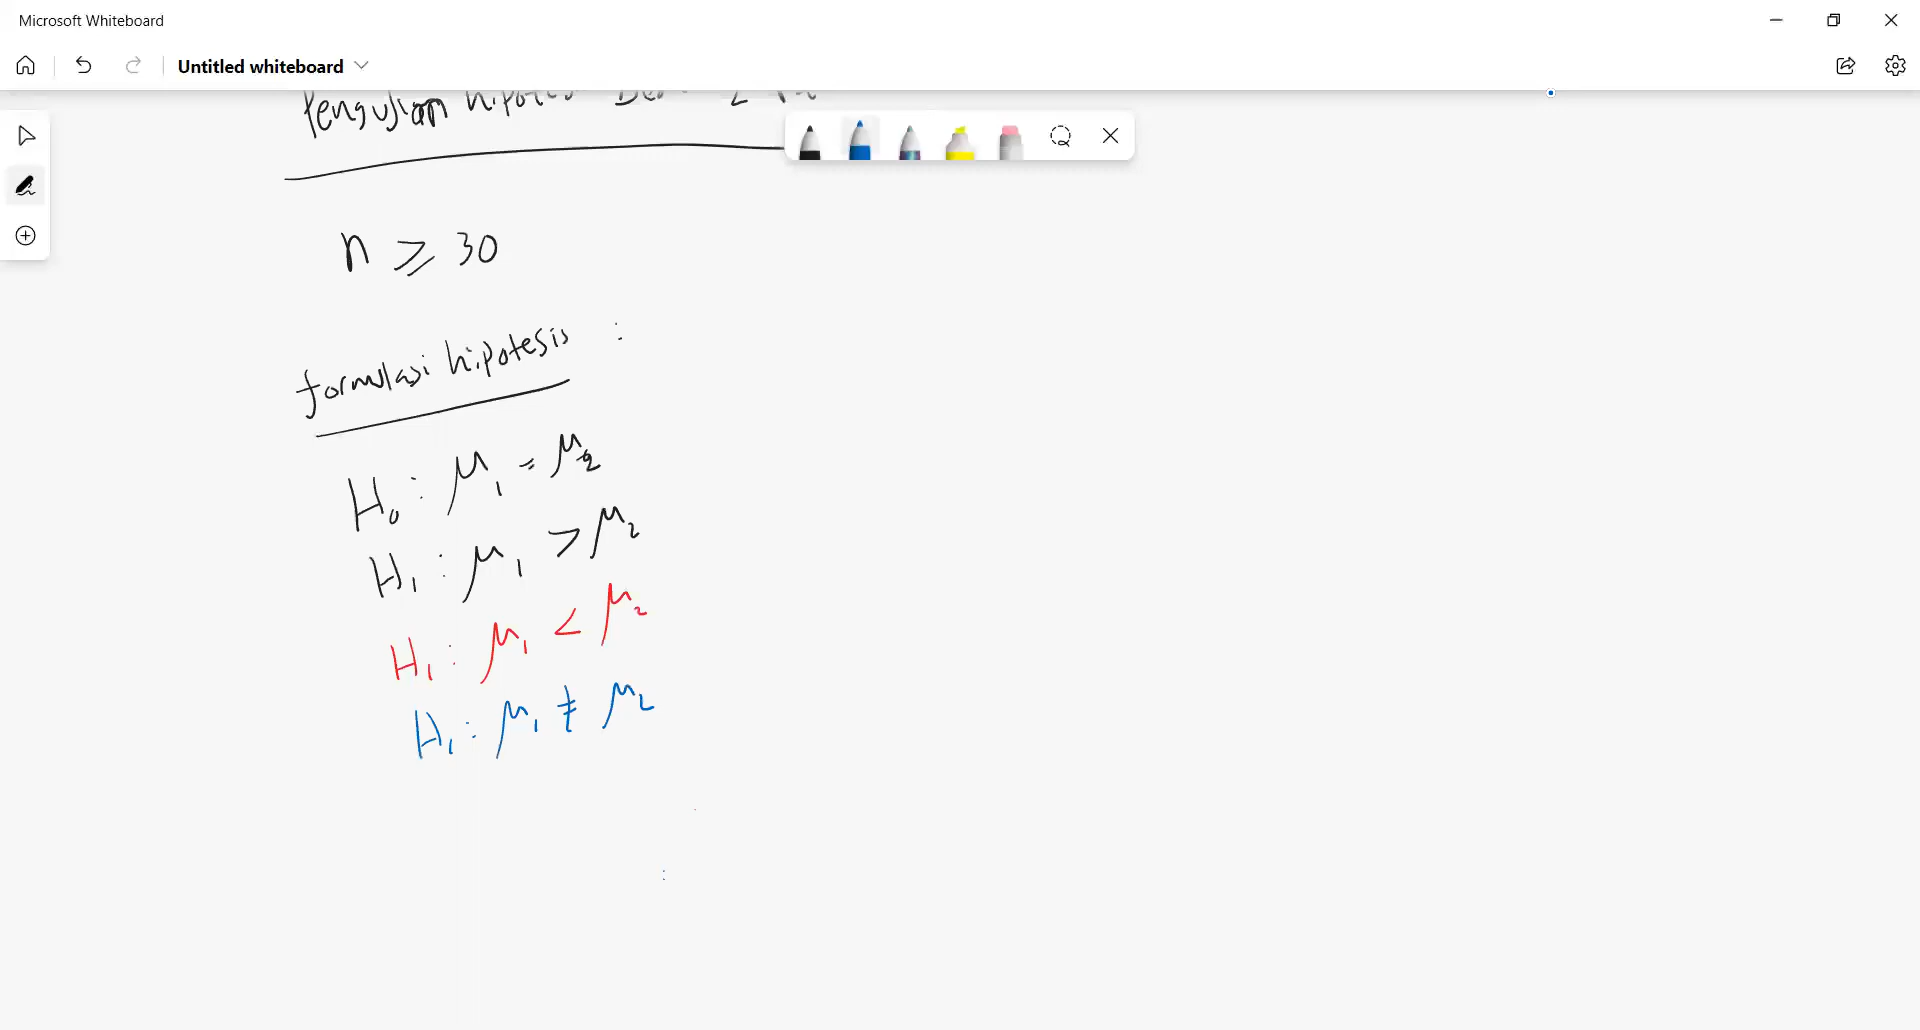 Microsoft Whiteboard
Untitled whiteboard
Pengujian hipotes
n ≥ 30
formulasi hipotesis :
H₀ : μ₁ = μ₂
H₁ : μ₁ > μ₂
H₁ : μ₁ < μ₂
H₁ : μ₁ ≠ μ₂